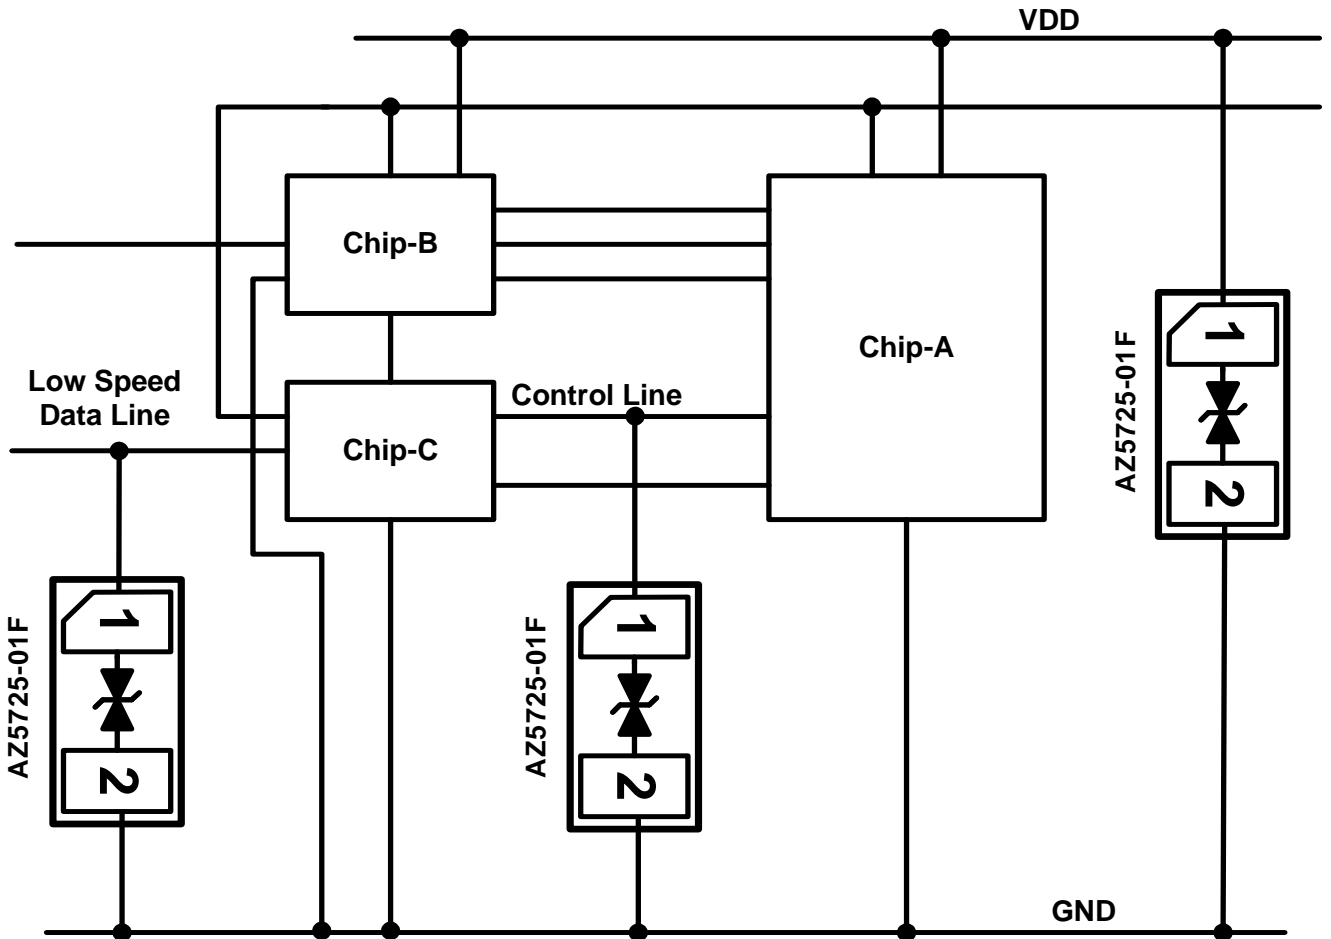 VDD
Chip-B
Chip-A
1
AZ5725-01F
2
Low Speed
Data Line
Control Line
Chip-C
1
AZ5725-01F
2
1
AZ5725-01F
2
GND